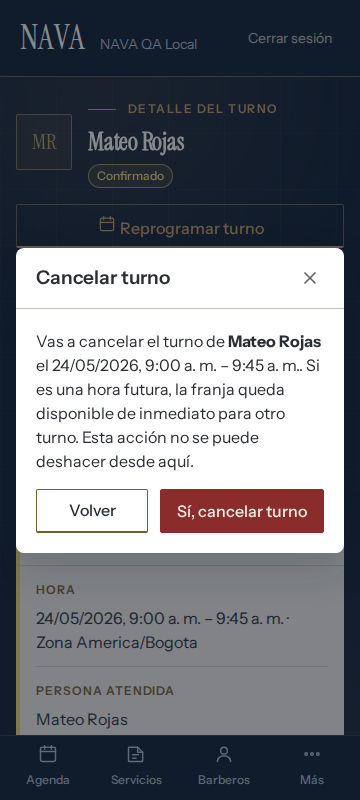 NAVA NAVA QA Local Cerrar sesión
DETALLE DEL TURNO
MR
Mateo Rojas
Confirmado
Reprogramar turno
Cancelar turno
Vas a cancelar el turno de Mateo Rojas
el 24/05/2026, 9:00 a. m. – 9:45 a. m.. Si
es una hora futura, la franja queda
disponible de inmediato para otro
turno. Esta acción no se puede
deshacer desde aquí.
Volver Sí, cancelar turno
HORA
24/05/2026, 9:00 a. m. – 9:45 a. m. ·
Zona America/Bogota
PERSONA ATENDIDA
Mateo Rojas
Agenda Servicios Barberos Más